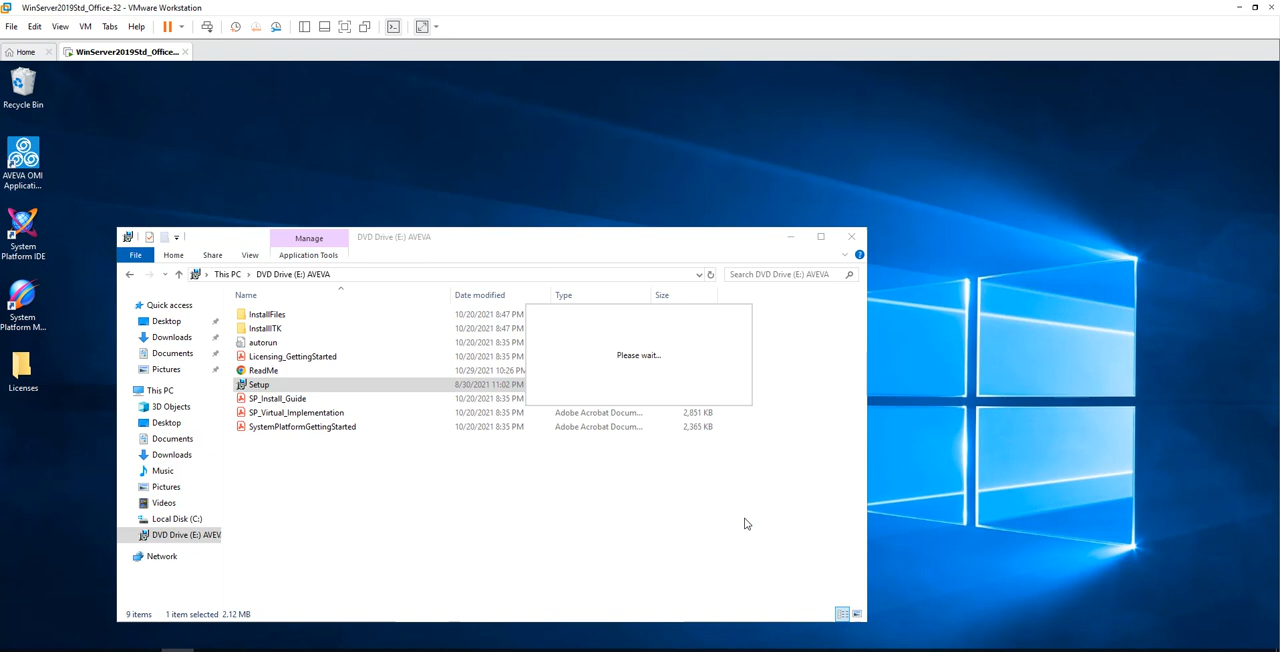 WinServer2019Std_Office-32 - VMware Workstation
File Edit View VM Tabs Help
Home WinServer2019Std_Office...
Recycle Bin
AVEVA OMI
Applicati...
System
Platform IDE
System
Platform M...
Licenses
Manage DVD Drive (E:) AVEVA
File Home Share View Application Tools
This PC > DVD Drive (E:) AVEVA Search DVD Drive (E:) AVEVA
Quick access
Desktop
Downloads
Documents
Pictures
This PC
3D Objects
Desktop
Documents
Downloads
Music
Pictures
Videos
Local Disk (C:)
DVD Drive (E:) AVEV
Network
Name Date modified Type Size
InstallFiles 10/20/2021 8:47 PM
InstallITK 10/20/2021 8:47 PM
autorun 10/20/2021 8:35 PM
Licensing_GettingStarted 10/20/2021 8:35 PM
ReadMe 10/29/2021 10:26 PM
Setup 8/30/2021 11:02 PM
SP_Install_Guide 10/20/2021 8:35 PM
SP_Virtual_Implementation 10/20/2021 8:35 PM Adobe Acrobat Docum... 2,851 KB
SystemPlatformGettingStarted 10/20/2021 8:35 PM Adobe Acrobat Docum... 2,365 KB
Please wait...
9 items 1 item selected 2.12 MB